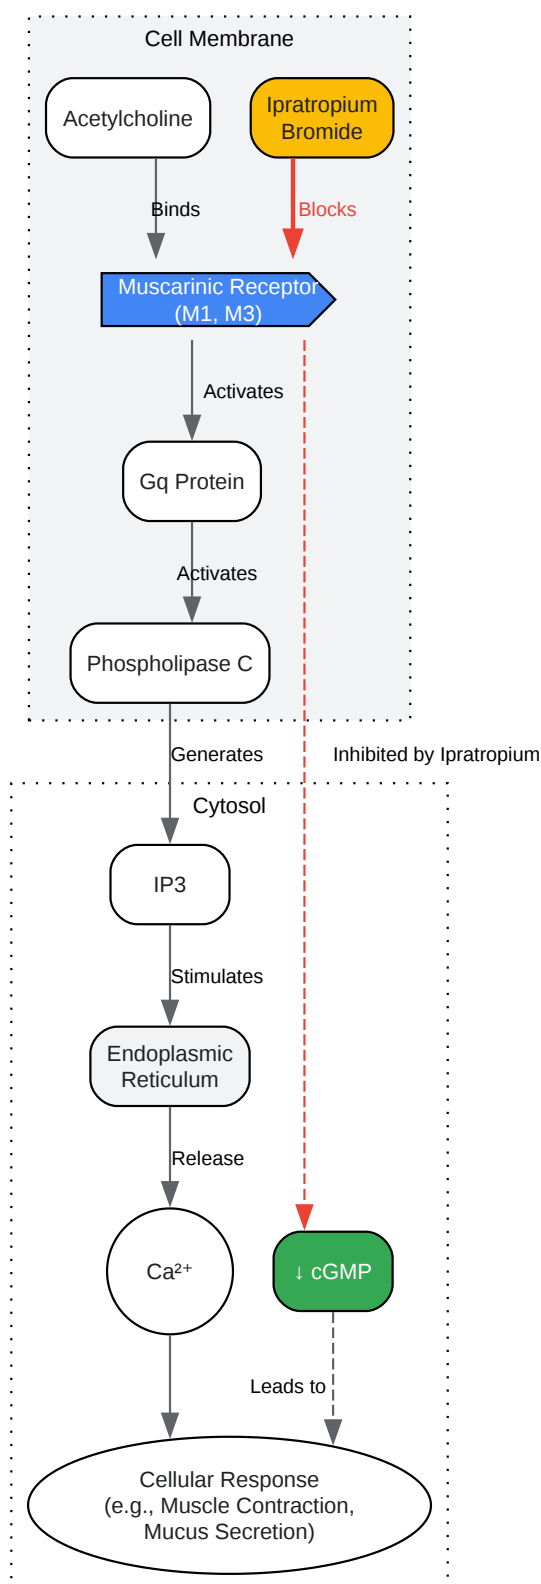 Cell Membrane
Acetylcholine
Ipratropium
Bromide
Binds
Blocks
Muscarinic Receptor
(M1, M3)
Activates
Gq Protein
Activates
Phospholipase C
Generates
Inhibited by Ipratropium
Cytosol
IP3
Stimulates
Endoplasmic
Reticulum
Release
Ca²⁺
↓ cGMP
Leads to
Cellular Response
(e.g., Muscle Contraction,
Mucus Secretion)